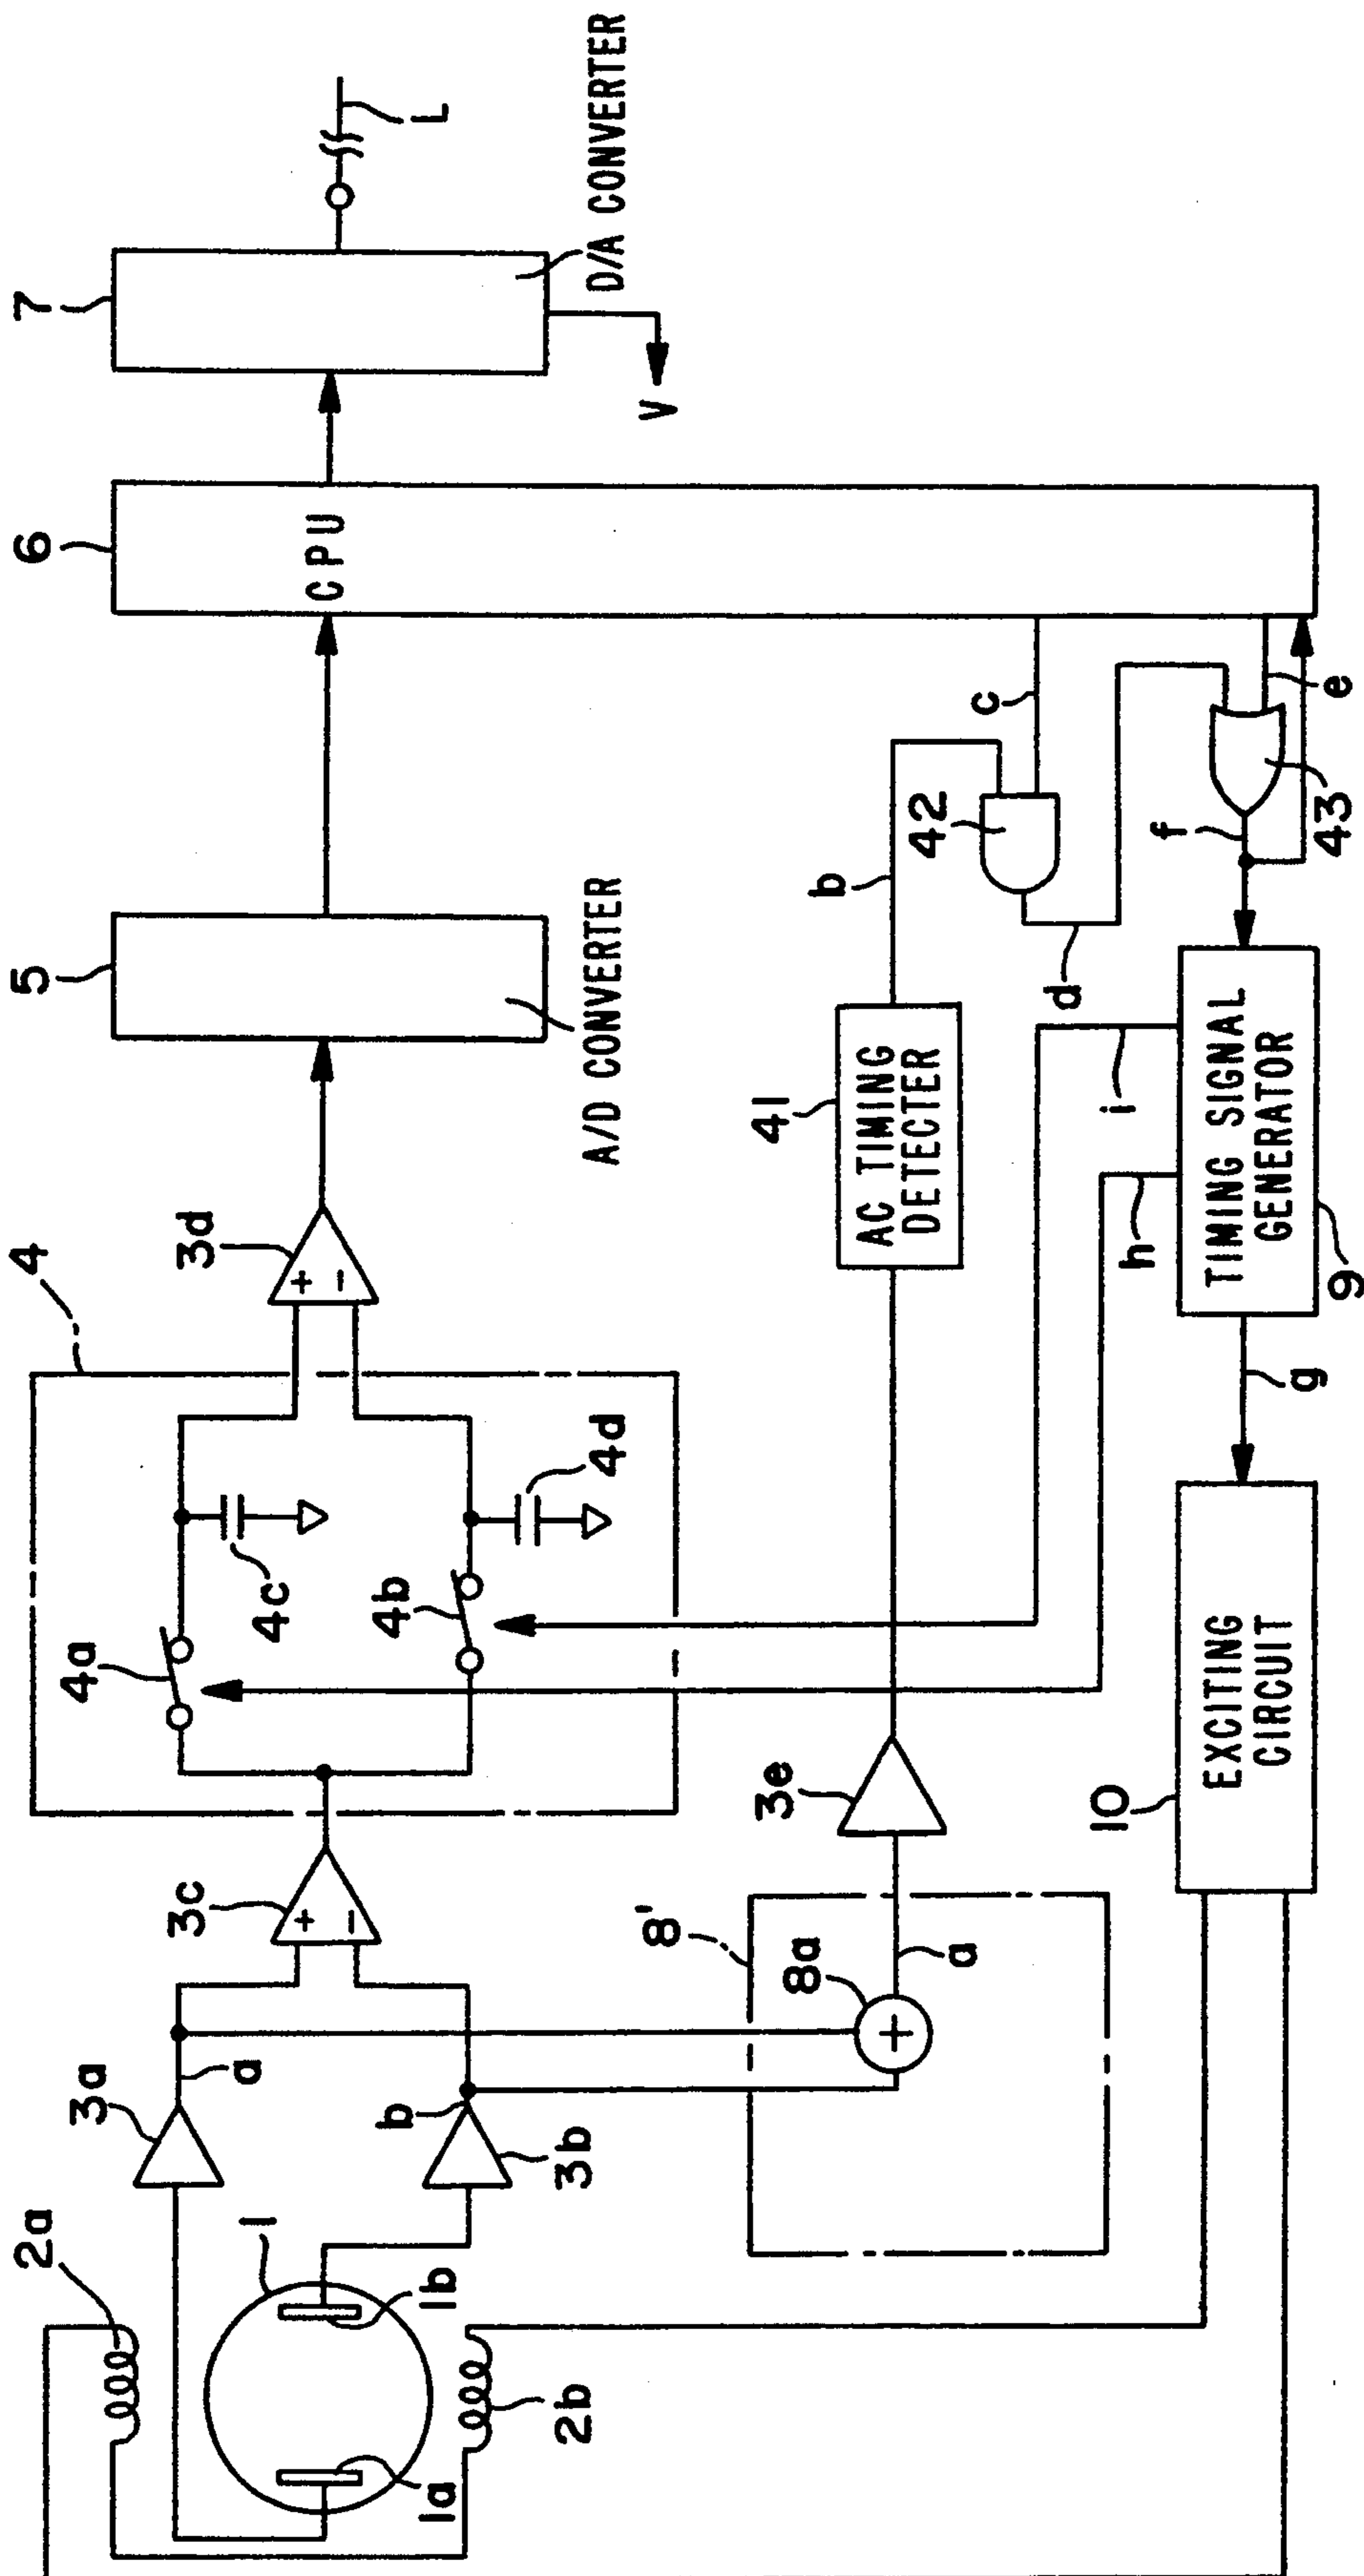 2a
3a
a
3c
+
−
4
4a
4c
3d
+
−
5
A/D CONVERTER
6
CPU
7
D/A CONVERTER
L
V
1
1a
1b
2b
b
3b
4b
4d
8'
8a
+
a
3e
41
AC TIMING
DETECTER
b
42
c
d
e
43
f
10
EXCITING
CIRCUIT
g
h
i
TIMING SIGNAL
GENERATOR
9